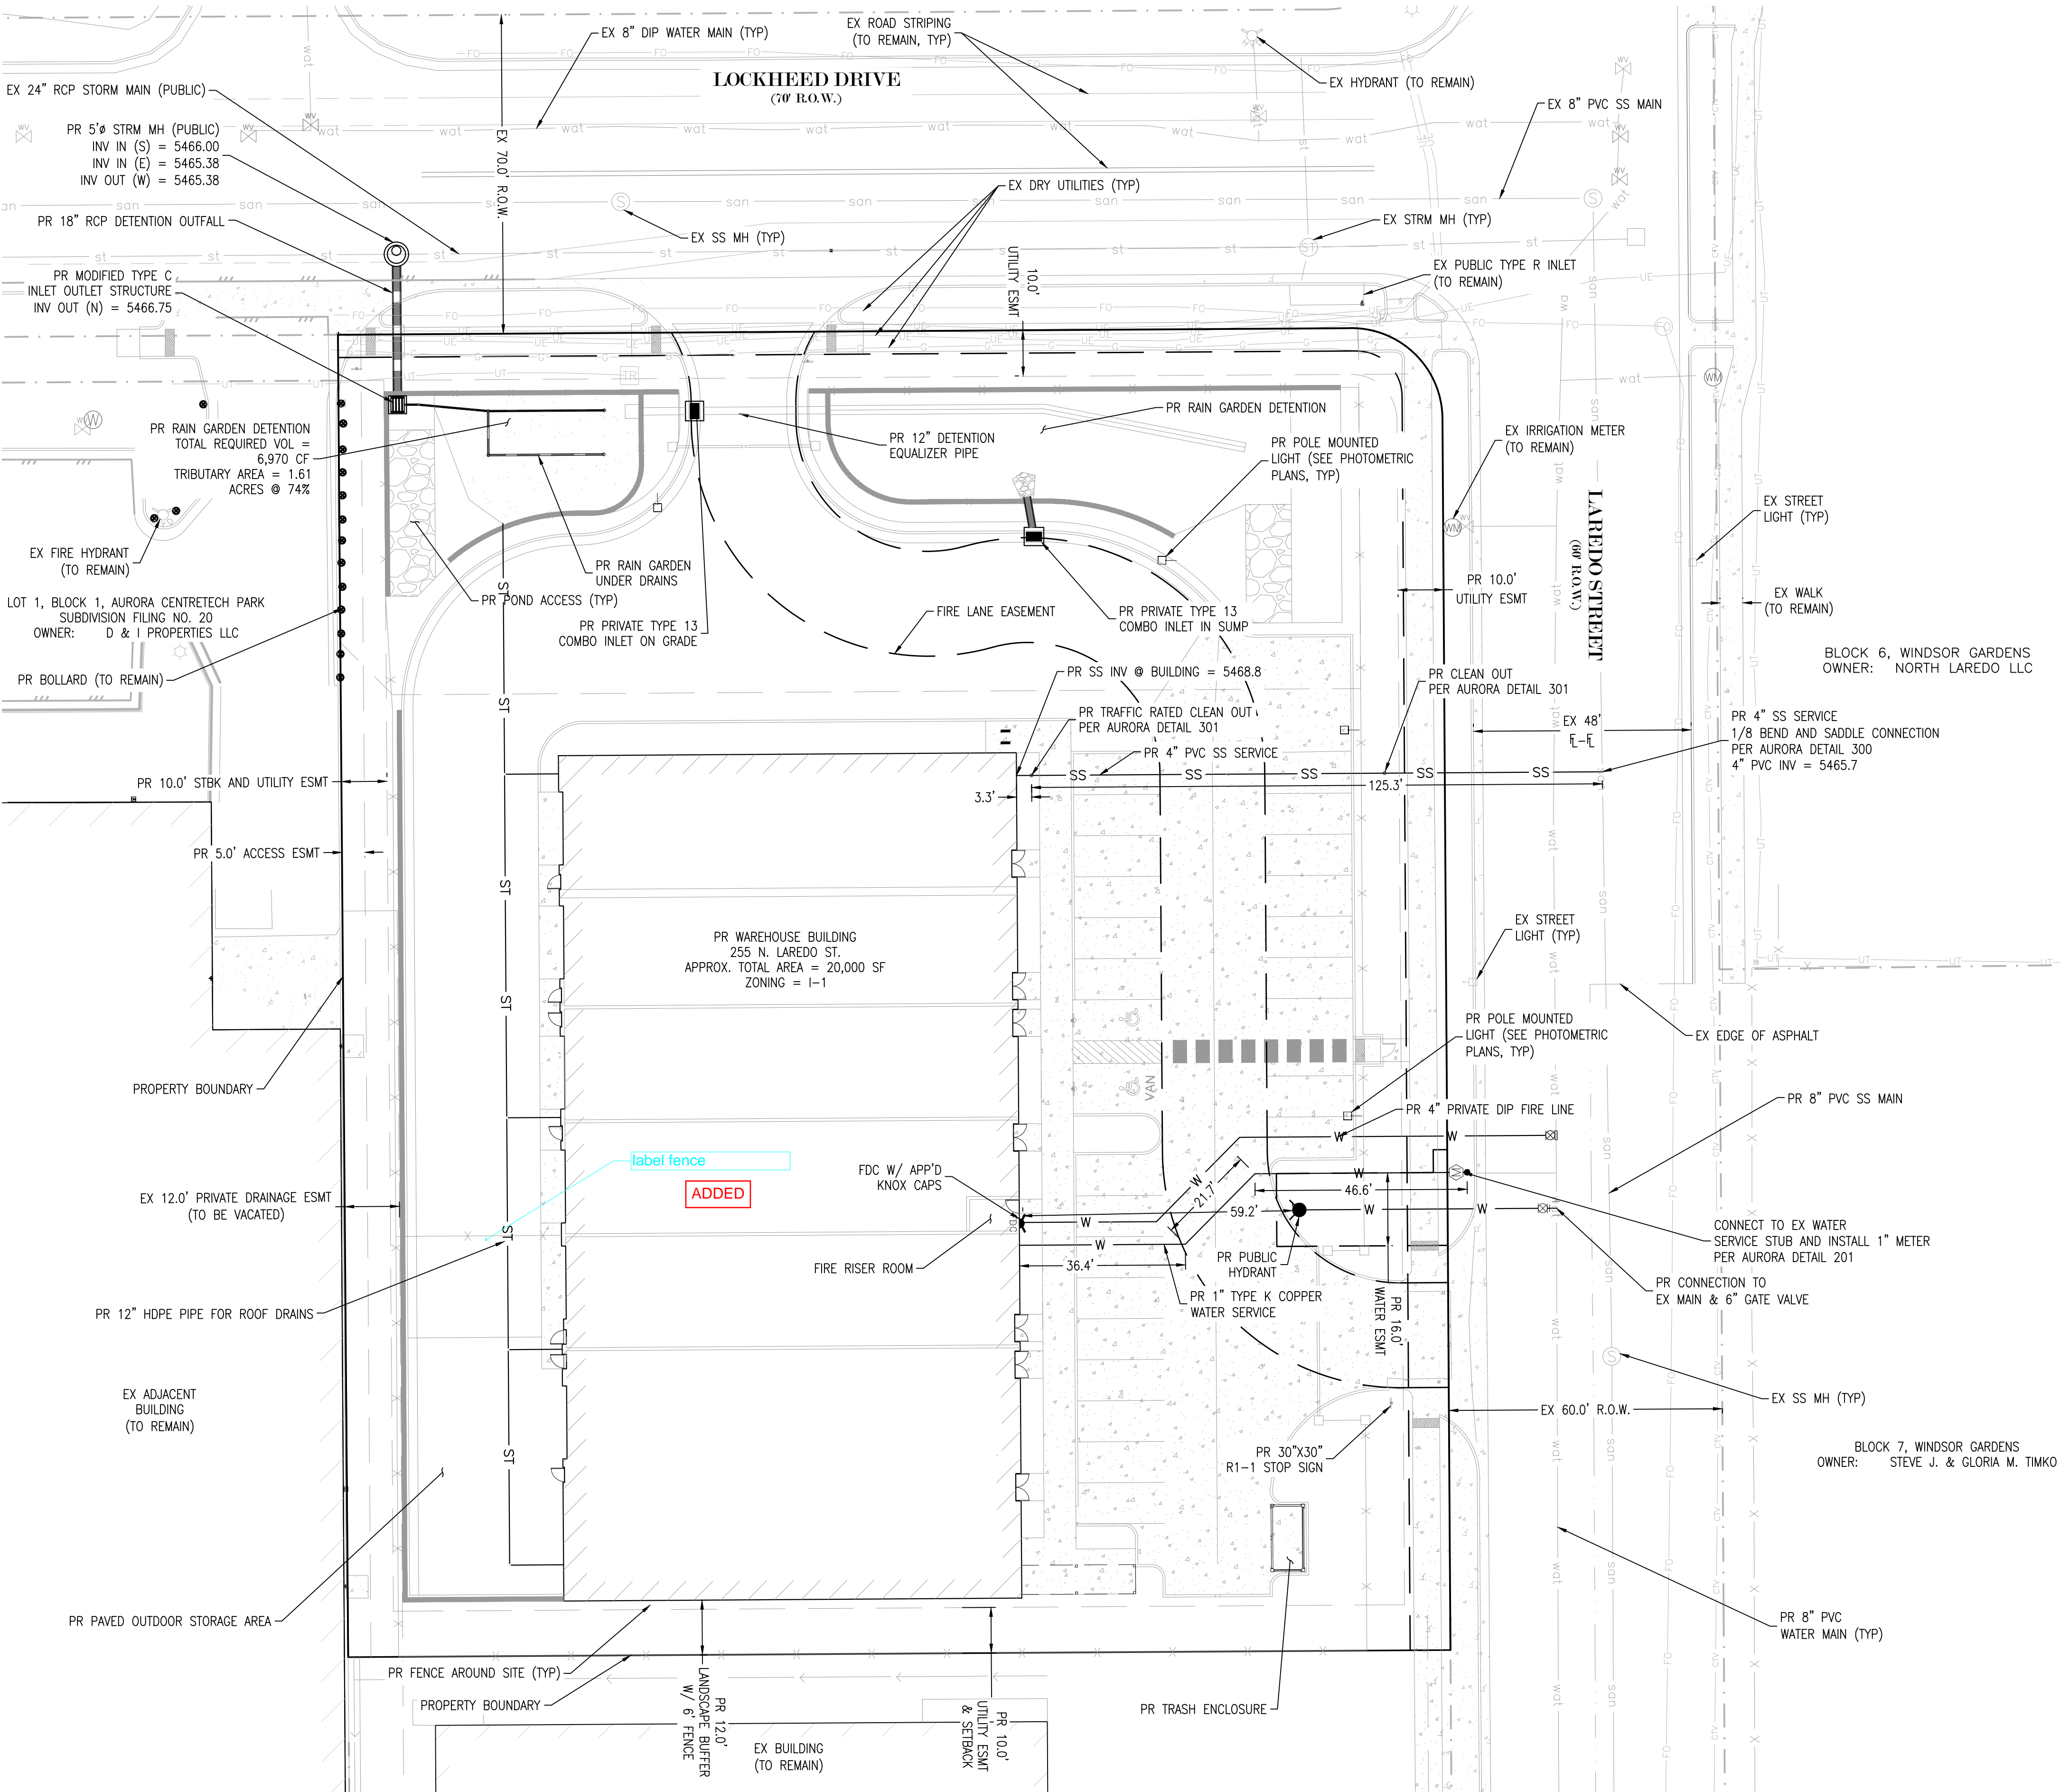 EX 8" DIP WATER MAIN (TYP)
EX ROAD STRIPING
(TO REMAIN, TYP)
LOCKHEED DRIVE
(70' R.O.W.)
EX HYDRANT (TO REMAIN)
EX 24" RCP STORM MAIN (PUBLIC)
EX 8" PVC SS MAIN
PR 5'ø STRM MH (PUBLIC)
INV IN (S) = 5466.00
INV IN (E) = 5465.38
INV OUT (W) = 5465.38
EX 70.0' R.O.W.
EX DRY UTILITIES (TYP)
PR 18" RCP DETENTION OUTFALL
EX SS MH (TYP)
EX STRM MH (TYP)
PR MODIFIED TYPE C
INLET OUTLET STRUCTURE
INV OUT (N) = 5466.75
10.0'
UTILITY ESMT
EX PUBLIC TYPE R INLET
(TO REMAIN)
PR RAIN GARDEN DETENTION
TOTAL REQUIRED VOL =
6,970 CF
TRIBUTARY AREA = 1.61
ACRES @ 74%
PR RAIN GARDEN DETENTION
PR 12" DETENTION
EQUALIZER PIPE
PR POLE MOUNTED
LIGHT (SEE PHOTOMETRIC
PLANS, TYP)
EX IRRIGATION METER
(TO REMAIN)
EX STREET
LIGHT (TYP)
LAREDO STREET
(60' R.O.W.)
EX FIRE HYDRANT
(TO REMAIN)
PR RAIN GARDEN
UNDER DRAINS
PR POND ACCESS (TYP)
PR 10.0'
UTILITY ESMT
EX WALK
(TO REMAIN)
LOT 1, BLOCK 1, AURORA CENTRETECH PARK
SUBDIVISION FILING NO. 20
OWNER: D & I PROPERTIES LLC
FIRE LANE EASEMENT
PR PRIVATE TYPE 13
COMBO INLET IN SUMP
PR PRIVATE TYPE 13
COMBO INLET ON GRADE
BLOCK 6, WINDSOR GARDENS
OWNER: NORTH LAREDO LLC
PR BOLLARD (TO REMAIN)
PR SS INV @ BUILDING = 5468.8
PR CLEAN OUT
PER AURORA DETAIL 301
PR TRAFFIC RATED CLEAN OUT
PER AURORA DETAIL 301
EX 48'
FL-FL
PR 4" SS SERVICE
1/8 BEND AND SADDLE CONNECTION
PER AURORA DETAIL 300
4" PVC INV = 5465.7
PR 4" PVC SS SERVICE
SS SS SS SS SS SS
PR 10.0' STBK AND UTILITY ESMT
3.3'
125.3'
PR 5.0' ACCESS ESMT
PR WAREHOUSE BUILDING
255 N. LAREDO ST.
APPROX. TOTAL AREA = 20,000 SF
ZONING = I-1
EX STREET
LIGHT (TYP)
PR POLE MOUNTED
LIGHT (SEE PHOTOMETRIC
PLANS, TYP)
EX EDGE OF ASPHALT
PROPERTY BOUNDARY
VAN
PR 8" PVC SS MAIN
PR 4" PRIVATE DIP FIRE LINE
label fence
ADDED
FDC W/ APP'D
KNOX CAPS
EX 12.0' PRIVATE DRAINAGE ESMT
(TO BE VACATED)
21.7'
46.6'
59.2'
CONNECT TO EX WATER
SERVICE STUB AND INSTALL 1" METER
PER AURORA DETAIL 201
FIRE RISER ROOM
36.4'
PR PUBLIC
HYDRANT
PR CONNECTION TO
EX MAIN & 6" GATE VALVE
PR 12" HDPE PIPE FOR ROOF DRAINS
PR 1" TYPE K COPPER
WATER SERVICE
PR 16.0'
WATER ESMT
EX ADJACENT
BUILDING
(TO REMAIN)
EX SS MH (TYP)
EX 60.0' R.O.W.
PR 30"X30"
R1-1 STOP SIGN
BLOCK 7, WINDSOR GARDENS
OWNER: STEVE J. & GLORIA M. TIMKO
PR PAVED OUTDOOR STORAGE AREA
PR 8" PVC
WATER MAIN (TYP)
PR FENCE AROUND SITE (TYP)
PROPERTY BOUNDARY
PR 12.0'
LANDSCAPE BUFFER
W/ 6' FENCE
PR 10.0'
UTILITY ESMT
& SETBACK
PR TRASH ENCLOSURE
EX BUILDING
(TO REMAIN)